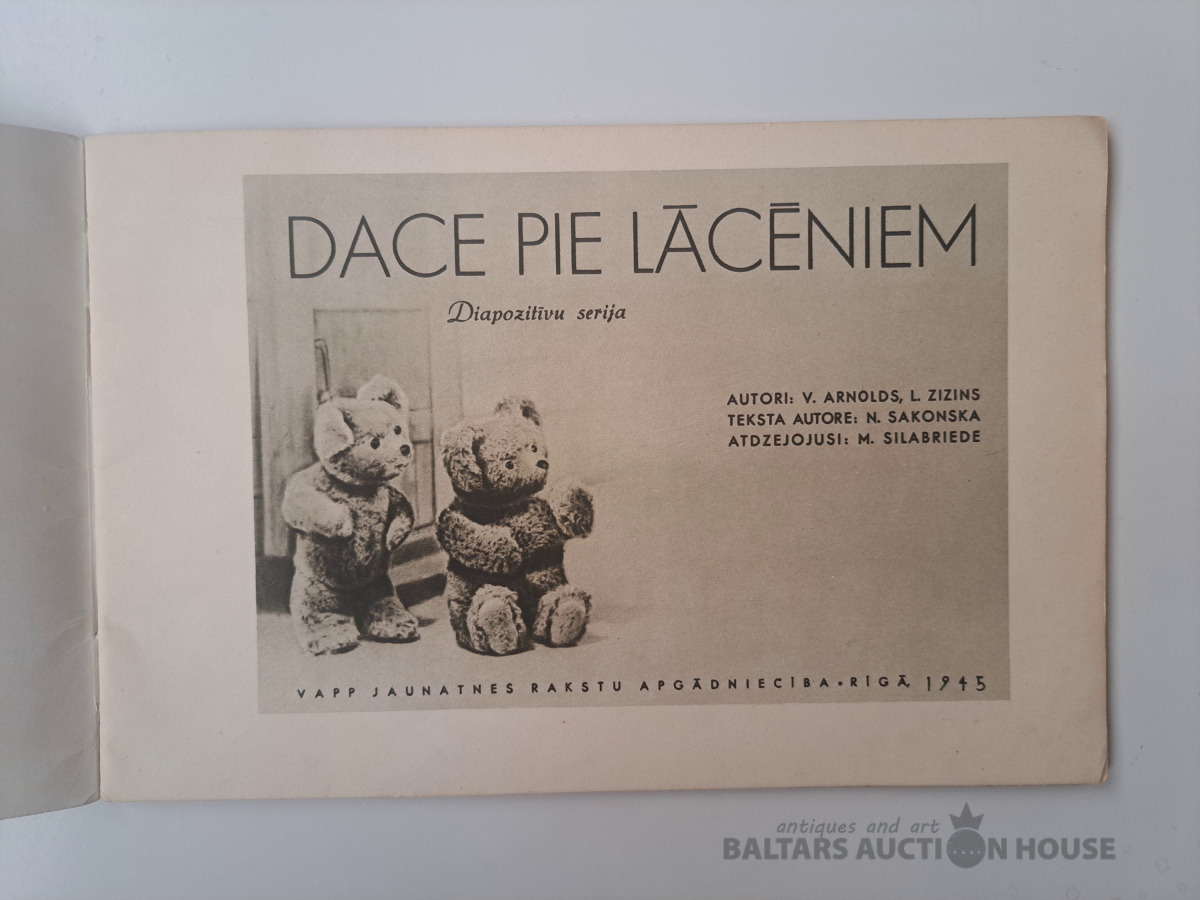 DACE PIE LĀCĒNIEM
Diapozitīvu serija
AUTORI: V. ARNOLDS, L. ZIZINS
TEKSTA AUTORE: N. SAKONSKA
ATDZEJOJUSI: M. SILABRIEDE
VAPP JAUNATNES RAKSTU APGĀDNIECĪBA • RĪGĀ, 1945
antiques and art
BALTARS AUCTION HOUSE